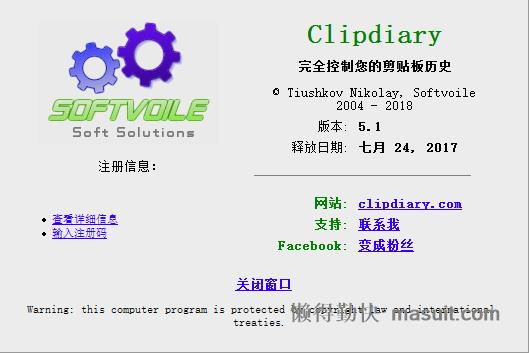 SOFTVOILE
Soft Solutions
注册信息:
查看详细信息
输入注册码
Clipdiary
完全控制您的剪贴板历史
© Tiushkov Nikolay, Softvoile
2004 - 2018
版本: 5.1
释放日期: 七月 24, 2017
网站: clipdiary.com
支持: 联系我
Facebook: 变成粉丝
关闭窗口
Warning: this computer program is protected by copyright law and international
treaties.
懒得勤快 masuit.com